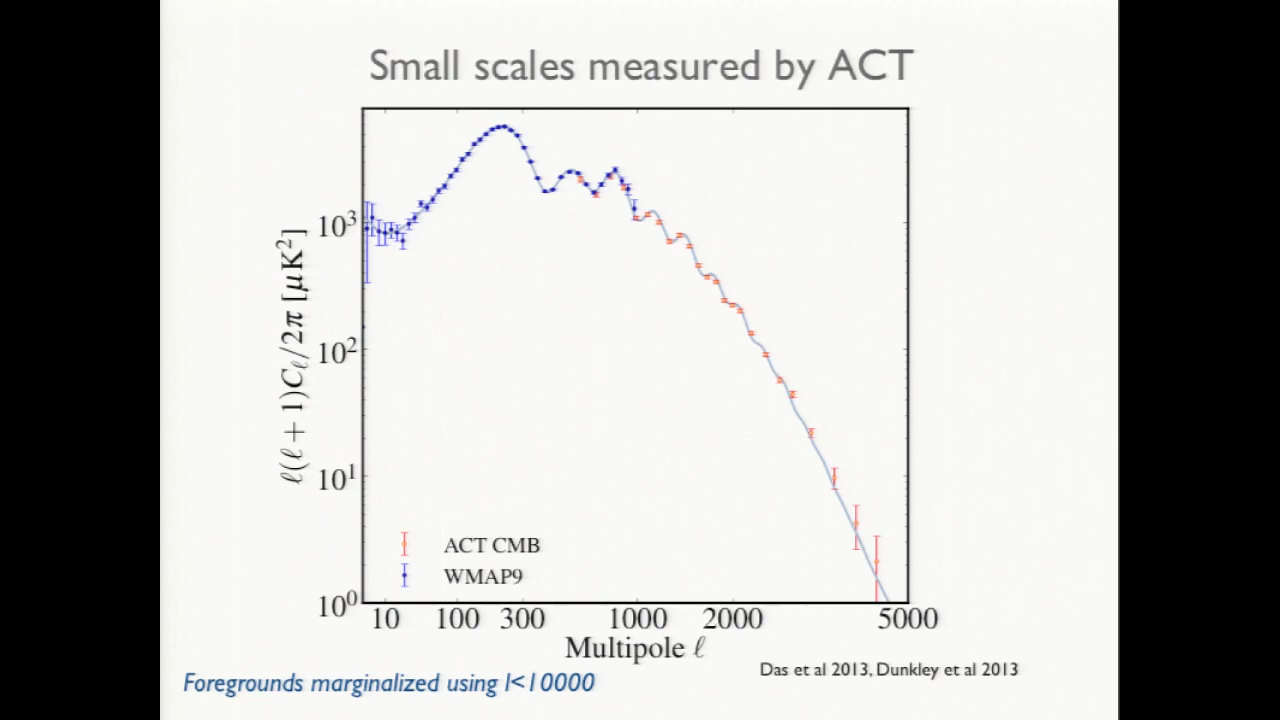 Small scales measured by ACT
ℓ(ℓ + 1)Cℓ/2π [μK²]
10³
10²
10¹
10⁰
ACT CMB
WMAP9
10 100 300 1000 2000 5000
Multipole ℓ
Das et al 2013, Dunkley et al 2013
Foregrounds marginalized using l<10000